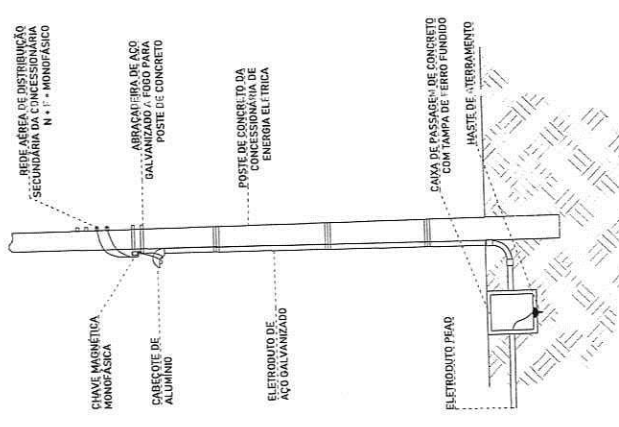 REDE AÉREA DE DISTRIBUIÇÃO
SECUNDÁRIA DA CONCESSIONÁRIA
N + F - MONOFÁSICO
ABRAÇADEIRA DE AÇO
GALVANIZADO A FOGO PARA
POSTE DE CONCRETO
POSTE DE CONCRETO DA
CONCESSIONÁRIA DE
ENERGIA ELÉTRICA
CAIXA DE PASSAGEM DE CONCRETO
COM TAMPA DE FERRO FUNDIDO
HASTE DE ATERRAMENTO
CHAVE MAGNÉTICA
MONOFÁSICA
CABEÇOTE DE
ALUMÍNIO
ELETRODUTO DE
AÇO GALVANIZADO
ELETRODUTO PEAD